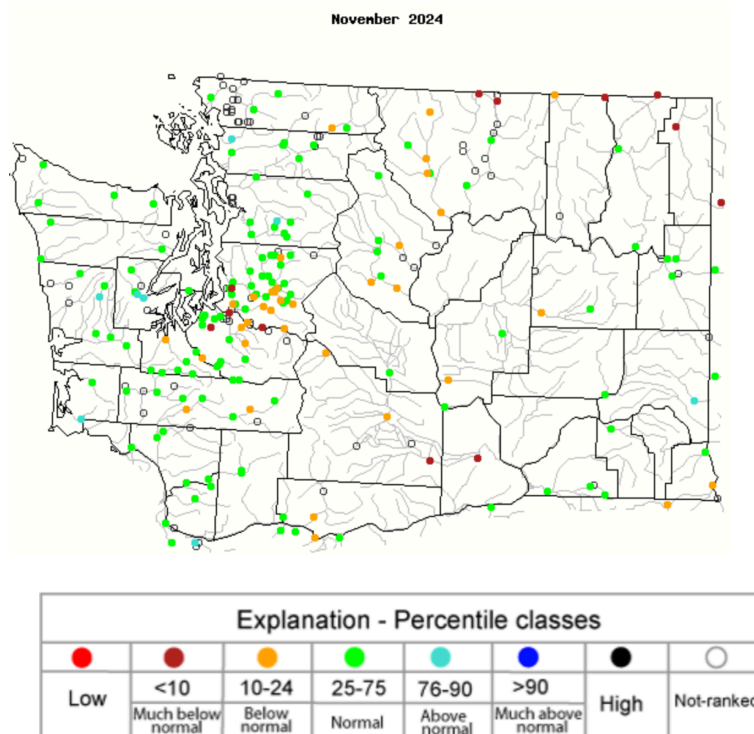 November 2024
Explanation - Percentile classes
Low
<10
10-24
25-75
76-90
>90
High
Not-ranked
Much below
normal
Below
normal
Normal
Above
normal
Much above
normal